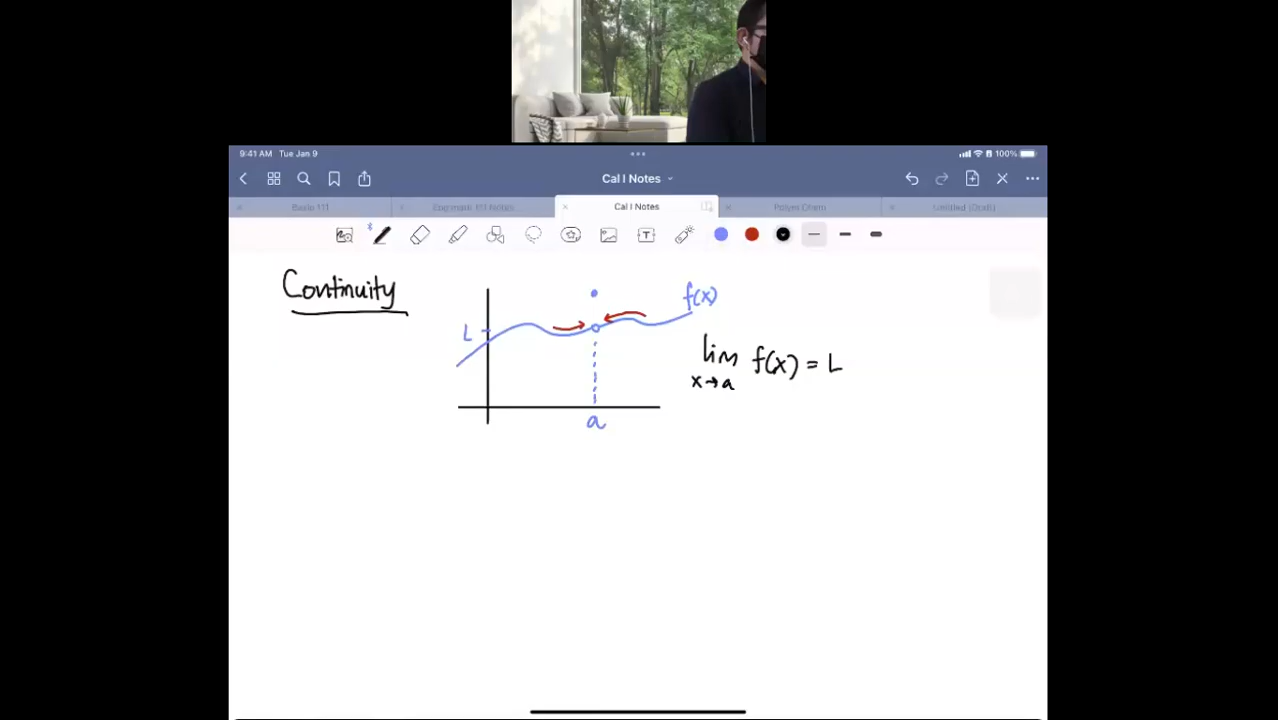 9:41 AM Tue Jan 9
100%
Cal I Notes
Cal I Notes
Continuity
f(x)
L
lim f(x) = L
x→a
a